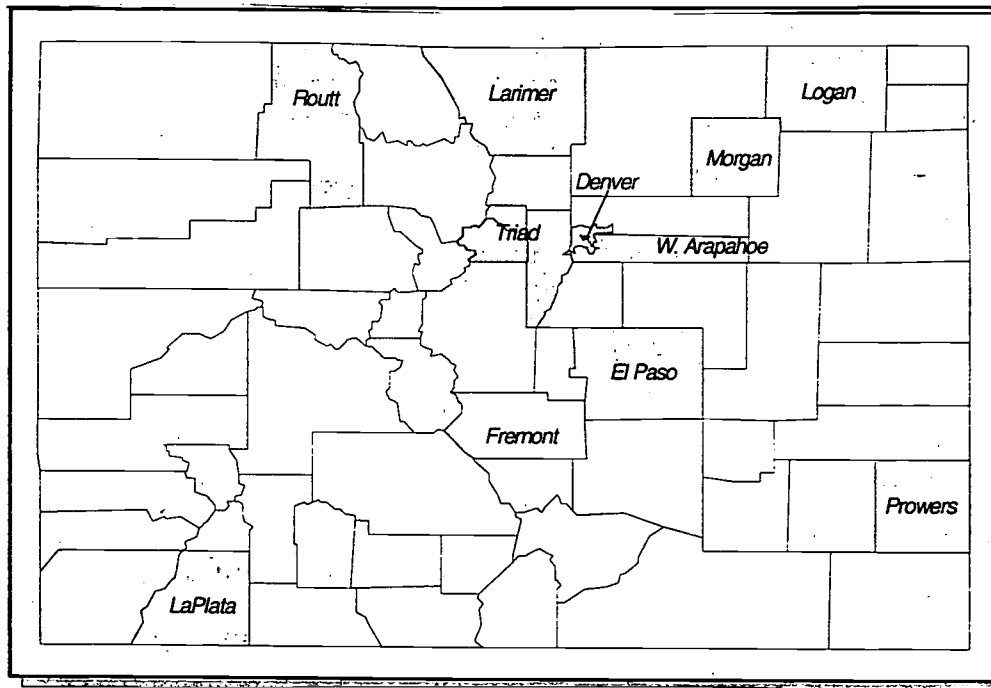 Routt
Larimer
Logan
Morgan
Denver
Triad
W. Arapahoe
El Paso
Fremont
Prowers
LaPlata